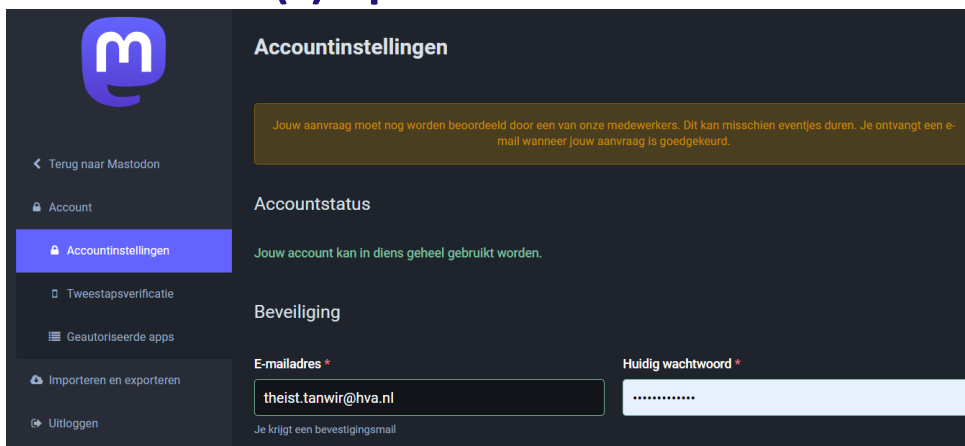 Accountinstellingen
Jouw aanvraag moet nog worden beoordeeld door een van onze medewerkers. Dit kan misschien eventjes duren. Je ontvangt een e-
mail wanneer jouw aanvraag is goedgekeurd.
Terug naar Mastodon
Account
Accountinstellingen
Tweestapsverificatie
Geautoriseerde apps
Importeren en exporteren
Uitloggen
Accountstatus
Jouw account kan in diens geheel gebruikt worden.
Beveiliging
E-mailadres *
theist.tanwir@hva.nl
Je krijgt een bevestigingsmail
Huidig wachtwoord *
•••••••••••••